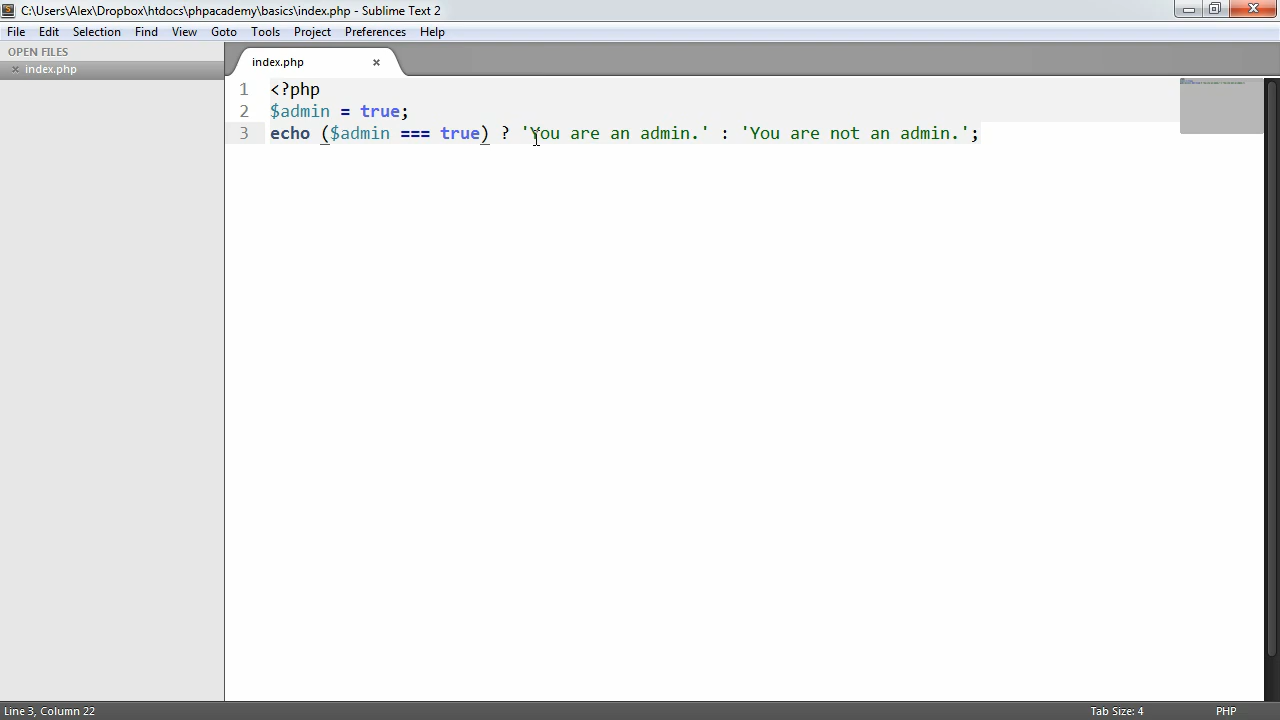 C:\Users\Alex\Dropbox\htdocs\phpacademy\basics\index.php - Sublime Text 2
File Edit Selection Find View Goto Tools Project Preferences Help
OPEN FILES
index.php
index.php
1 <?php
2 $admin = true;
3 echo ($admin === true) ? 'You are an admin.' : 'You are not an admin.';
Line 3, Column 22 Tab Size: 4 PHP